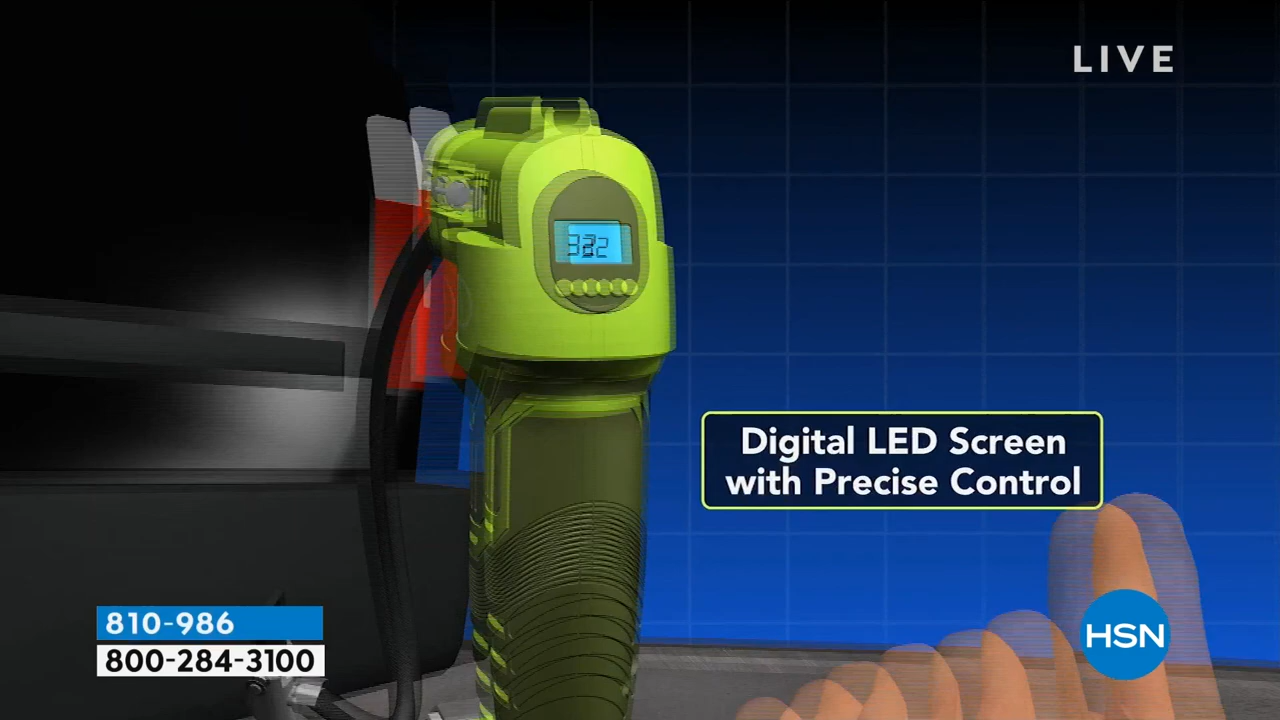 LIVE
Digital LED Screen
with Precise Control
810-986
800-284-3100
HSN